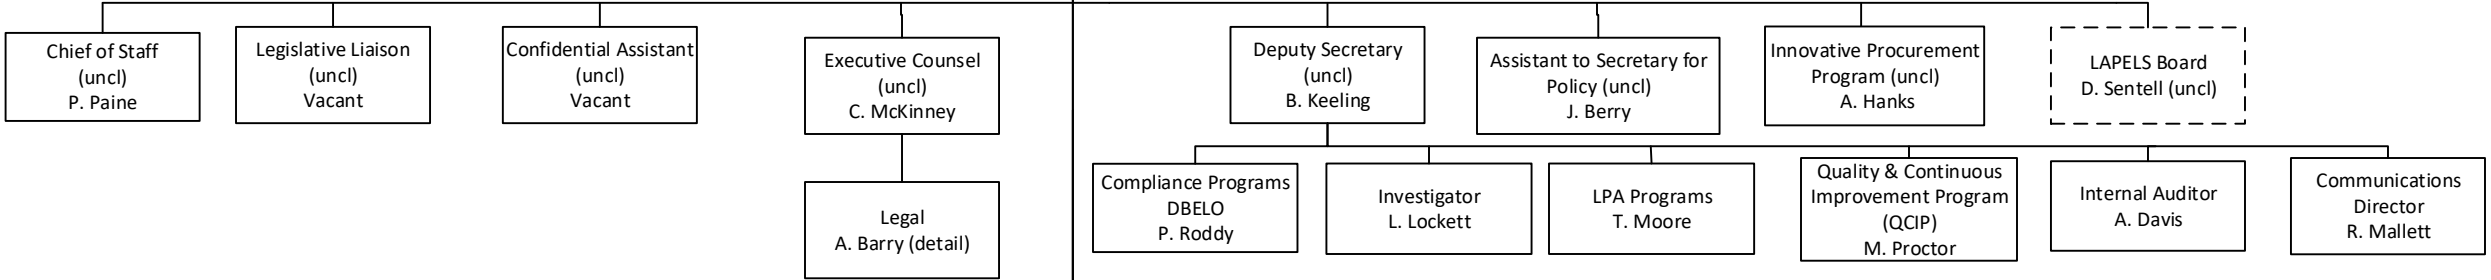 Chief of Staff
(uncl)
P. Paine
Legislative Liaison
(uncl)
Vacant
Confidential Assistant
(uncl)
Vacant
Executive Counsel
(uncl)
C. McKinney
Deputy Secretary
(uncl)
B. Keeling
Assistant to Secretary for
Policy (uncl)
J. Berry
Innovative Procurement
Program (uncl)
A. Hanks
LAPELS Board
D. Sentell (uncl)
Legal
A. Barry (detail)
Compliance Programs
DBELO
P. Roddy
Investigator
L. Lockett
LPA Programs
T. Moore
Quality & Continuous
Improvement Program
(QCIP)
M. Proctor
Internal Auditor
A. Davis
Communications
Director
R. Mallett